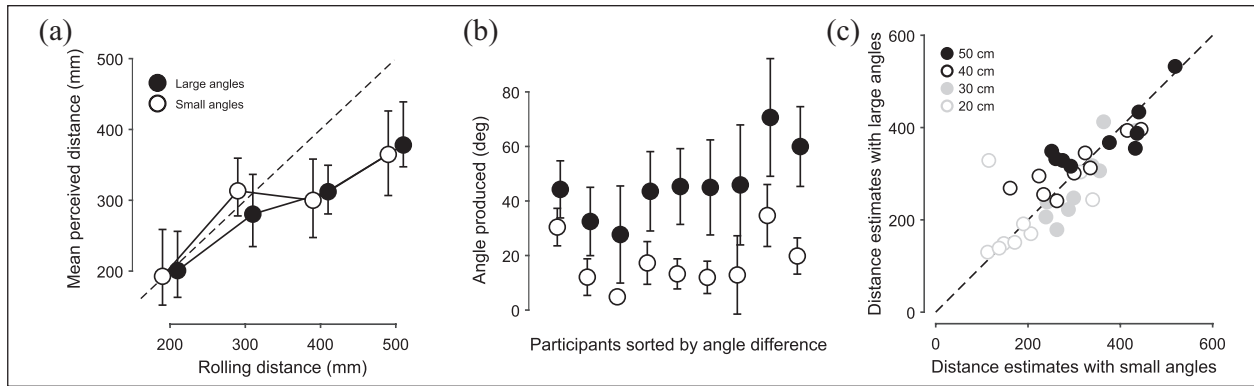 (a)
Mean perceived distance (mm)
500
400
300
200
Large angles
Small angles
200
300
400
500
Rolling distance (mm)
(b)
Angle produced (deg)
80
60
40
20
0
Participants sorted by angle difference
(c)
Distance estimates with large angles
600
400
200
0
50 cm
40 cm
30 cm
20 cm
0
200
400
600
Distance estimates with small angles